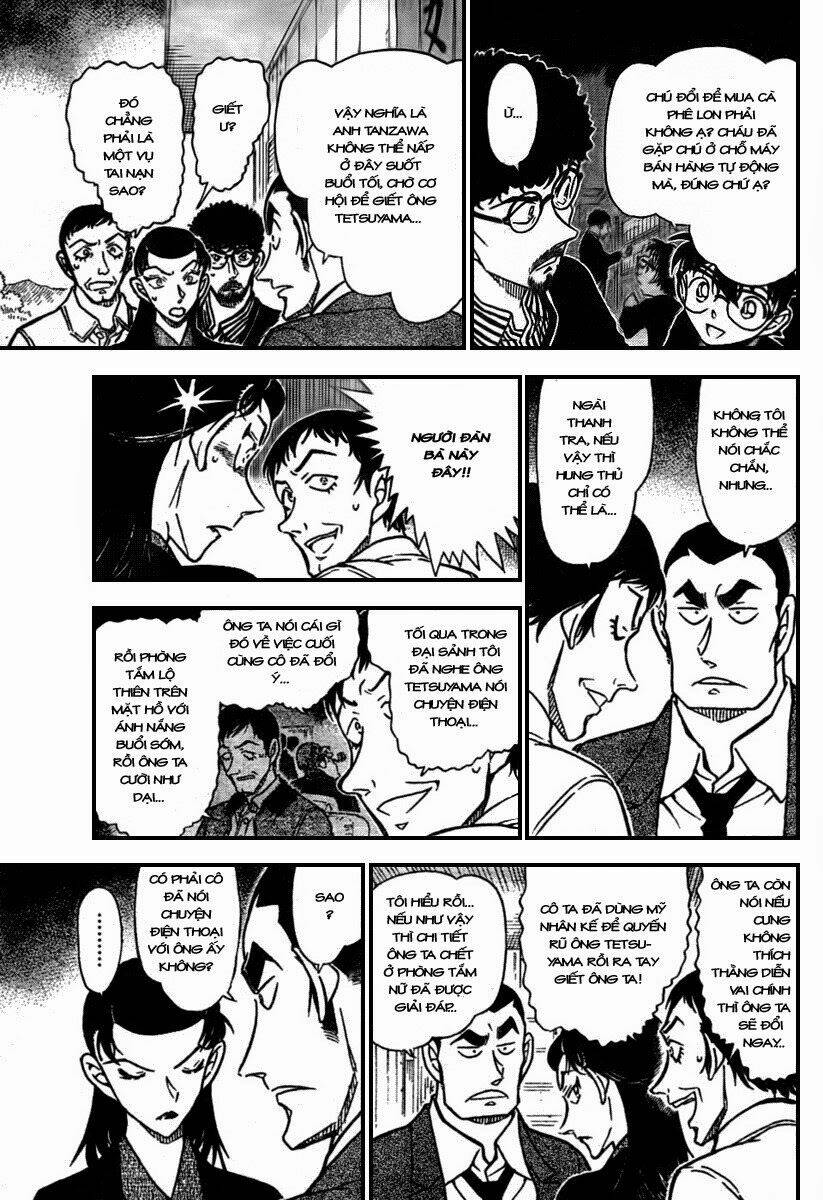 CHÚ ĐỔI ĐỂ MUA CÀ
PHÊ LON PHẢI
KHÔNG Ạ? CHÁU ĐÃ
GẶP CHÚ Ở CHỖ MÁY
BÁN HÀNG TỰ ĐỘNG
MÀ, ĐÚNG CHỨ Ạ?
Ừ...
VẬY NGHĨA LÀ
ANH TANZAWA
KHÔNG THỂ NẤP
Ở ĐÂY SUỐT
BUỔI TỐI, CHỜ CƠ
HỘI ĐỂ GIẾT ÔNG
TETSUYAMA...
GIẾT
Ư?
ĐÓ
CHẲNG
PHẢI LÀ
MỘT VỤ
TAI NẠN
SAO?
KHÔNG, TÔI
KHÔNG THỂ
NÓI CHẮC
CHẮN,
NHƯNG..
NGÀI
THANH
TRA, NẾU
VẬY THÌ
HUNG THỦ
CHỈ CÓ
THỂ LÀ...
NGƯỜI ĐÀN
BÀ NÀY
ĐÂY!!
TỐI QUA TRONG
ĐẠI SẢNH TÔI
ĐÃ NGHE ÔNG
TETSUYAMA NÓI
CHUYỆN ĐIỆN
THOẠI...
ÔNG TA NÓI CÁI GÌ
ĐÓ VỀ VIỆC CUỐI
CÙNG CÔ ĐÃ ĐỔI
Ý...
RỒI PHÒNG
TẮM LỘ
THIÊN TRÊN
MẶT HỒ VỚI
ÁNH NẮNG
BUỔI SỚM,
RỒI ÔNG TA
CƯỜI NHƯ
DẠI...
ÔNG TA CÒN
NÓI NẾU
CƯNG
KHÔNG
THÍCH
THẰNG DIỄN
VAI CHÍNH
THÌ ÔNG TA
SẼ ĐỔI
NGAY..
CÔ TA ĐÃ DÙNG MỸ
NHÂN KẾ ĐỂ QUYẾN
RŨ ÔNG TETSU-
YAMA RỒI RA TAY
GIẾT ÔNG TA!
TÔI HIỂU RỒI...
NẾU NHƯ VẬY
THÌ CHI TIẾT
ÔNG TA CHẾT
Ở PHÒNG TẮM
NỮ ĐÃ ĐƯỢC
GIẢI ĐÁP..
SAO
?
CÓ PHẢI CÔ
ĐÃ NÓI
CHUYỆN
ĐIỆN THOẠI
VỚI ÔNG ẤY
KHÔNG?
........